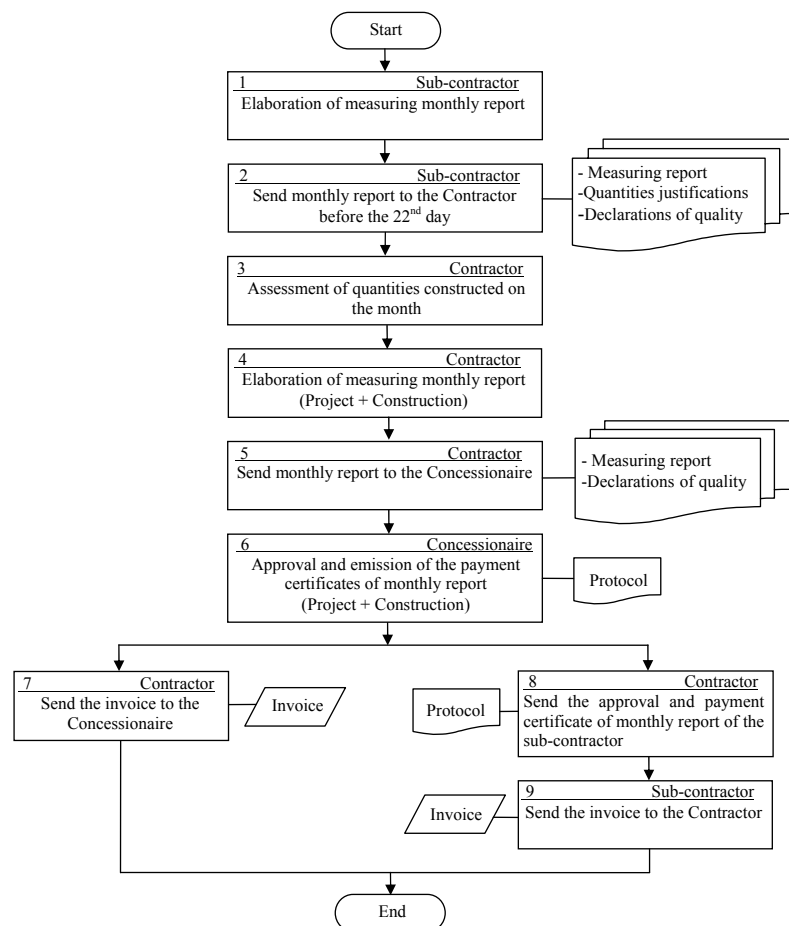 Start
1 Sub-contractor
Elaboration of measuring monthly report
2 Sub-contractor
Send monthly report to the Contractor
before the 22nd day
- Measuring report
-Quantities justifications
-Declarations of quality
3 Contractor
Assessment of quantities constructed on
the month
4 Contractor
Elaboration of measuring monthly report
(Project + Construction)
5 Contractor
Send monthly report to the Concessionaire
- Measuring report
-Declarations of quality
6 Concessionaire
Approval and emission of the payment
certificates of monthly report
(Project + Construction)
Protocol
7 Contractor
Send the invoice to the
Concessionaire
Invoice
Protocol
8 Contractor
Send the approval and payment
certificate of monthly report of the
sub-contractor
Invoice
9 Sub-contractor
Send the invoice to the Contractor
End